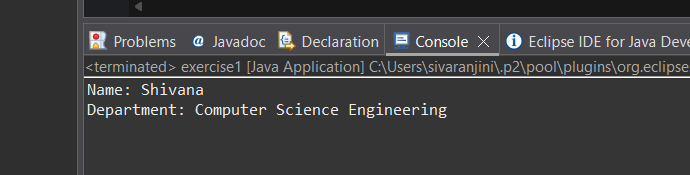 Problems @ Javadoc Declaration Console Eclipse IDE for Java Deve
<terminated> exercise1 [Java Application] C:\Users\sivaranjini\.p2\pool\plugins\org.eclipse
Name: Shivana
Department: Computer Science Engineering